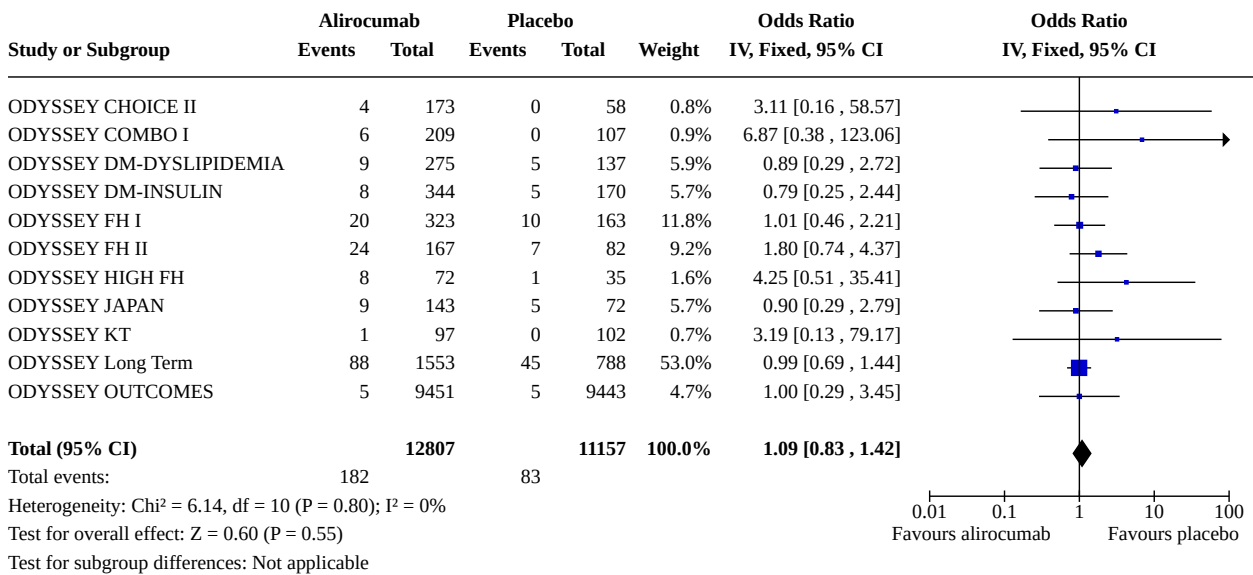 Alirocumab Placebo Odds Ratio Odds Ratio
Study or Subgroup Events Total Events Total Weight IV, Fixed, 95% CI IV, Fixed, 95% CI
ODYSSEY CHOICE II 4 173 0 58 0.8% 3.11 [0.16 , 58.57]
ODYSSEY COMBO I 6 209 0 107 0.9% 6.87 [0.38 , 123.06]
ODYSSEY DM-DYSLIPIDEMIA 9 275 5 137 5.9% 0.89 [0.29 , 2.72]
ODYSSEY DM-INSULIN 8 344 5 170 5.7% 0.79 [0.25 , 2.44]
ODYSSEY FH I 20 323 10 163 11.8% 1.01 [0.46 , 2.21]
ODYSSEY FH II 24 167 7 82 9.2% 1.80 [0.74 , 4.37]
ODYSSEY HIGH FH 8 72 1 35 1.6% 4.25 [0.51 , 35.41]
ODYSSEY JAPAN 9 143 5 72 5.7% 0.90 [0.29 , 2.79]
ODYSSEY KT 1 97 0 102 0.7% 3.19 [0.13 , 79.17]
ODYSSEY Long Term 88 1553 45 788 53.0% 0.99 [0.69 , 1.44]
ODYSSEY OUTCOMES 5 9451 5 9443 4.7% 1.00 [0.29 , 3.45]
Total (95% CI) 12807 11157 100.0% 1.09 [0.83 , 1.42]
Total events: 182 83
Heterogeneity: Chi² = 6.14, df = 10 (P = 0.80); I² = 0%
0.01 0.1 1 10 100
Test for overall effect: Z = 0.60 (P = 0.55) Favours alirocumab Favours placebo
Test for subgroup differences: Not applicable